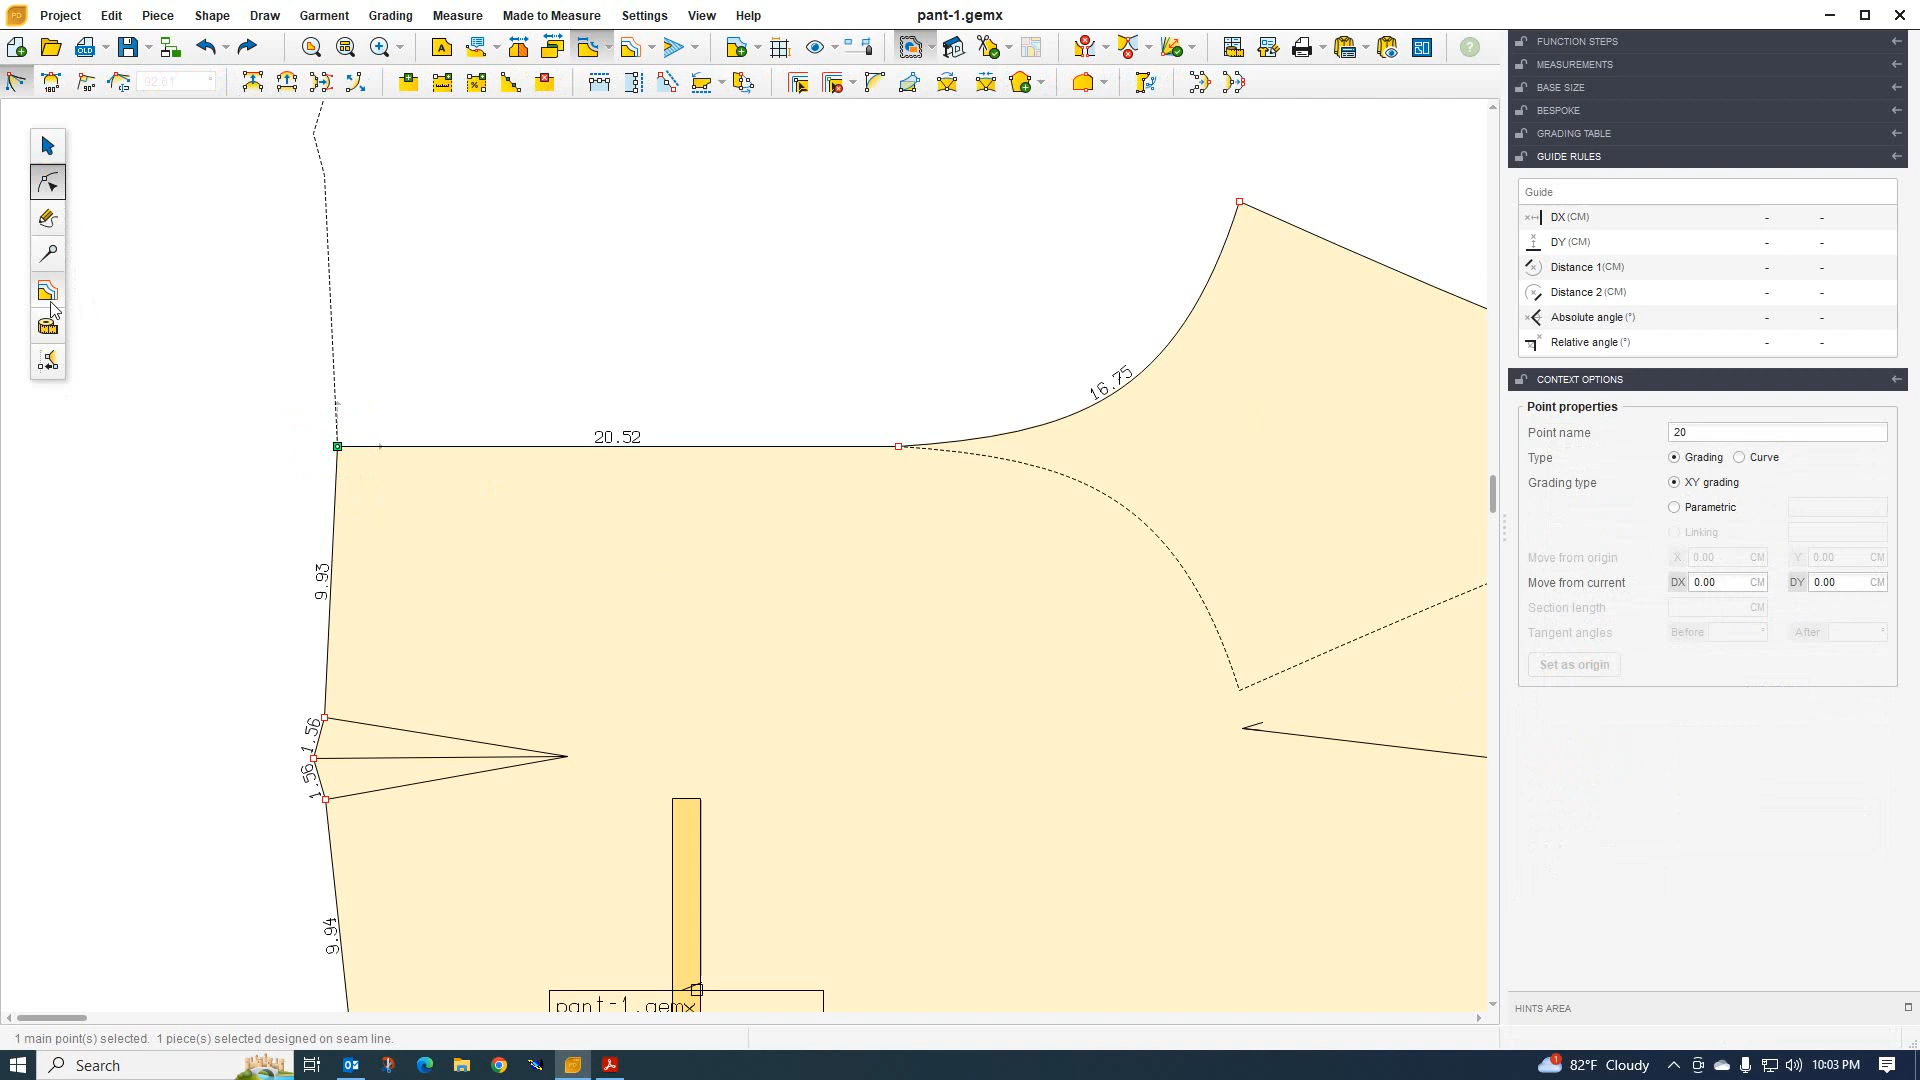 Project Edit Piece Shape Draw Garment Grading Measure Made to Measure Settings View Help
pant-1.gemx
OLD
A
180°
90°
02.01
FUNCTION STEPS
MEASUREMENTS
BASE SIZE
BESPOKE
GRADING TABLE
GUIDE RULES
Guide
DX (CM) - -
DY (CM) - -
Distance 1(CM) - -
Distance 2 (CM) - -
Absolute angle (°) - -
Relative angle (°) - -
CONTEXT OPTIONS
Point properties
Point name 20
Type Grading Curve
Grading type XY grading
Parametric
Linking
Move from origin X 0.00 CM Y 0.00 CM
Move from current DX 0.00 CM DY 0.00 CM
Section length CM
Tangent angles Before ° After °
Set as origin
HINTS AREA
16.75
20.52
9.93
1.56
1.56
9.94
pant-1.gemx
1 main point(s) selected. 1 piece(s) selected designed on seam line.
Search
1
82°F Cloudy
10:03 PM